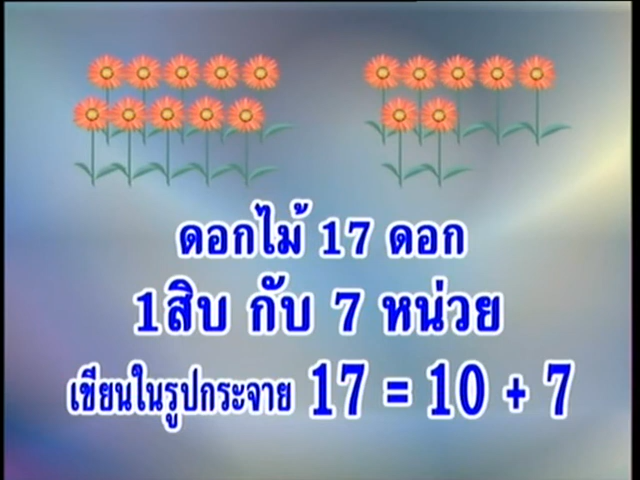 ดอกไม้ 17 ดอก
1สิบ กับ 7 หน่วย
เขียนในรูปกระจาย 17 = 10 + 7